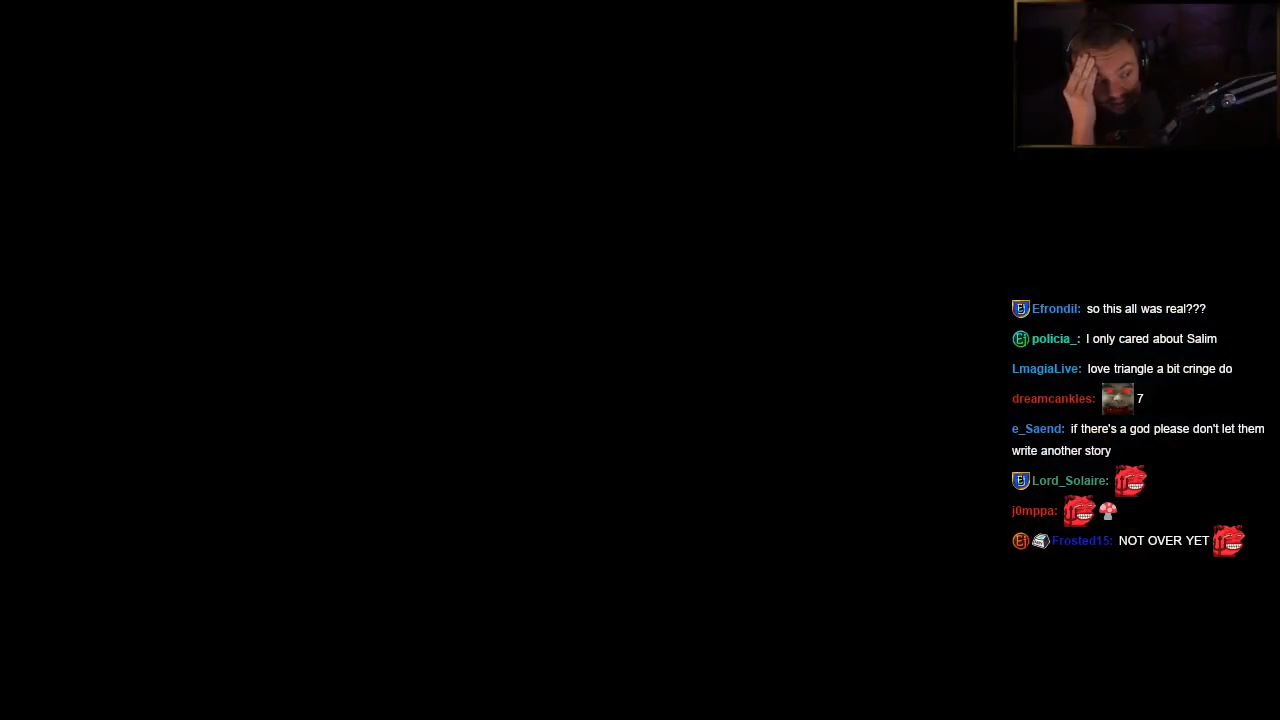 Efrondil: so this all was real???
policia_: I only cared about Salim
LmagiaLive: love triangle a bit cringe do
dreamcankles: 7
e_Saend: if there's a god please don't let them
write another story
Lord_Solaire:
j0mppa:
Frosted15: NOT OVER YET